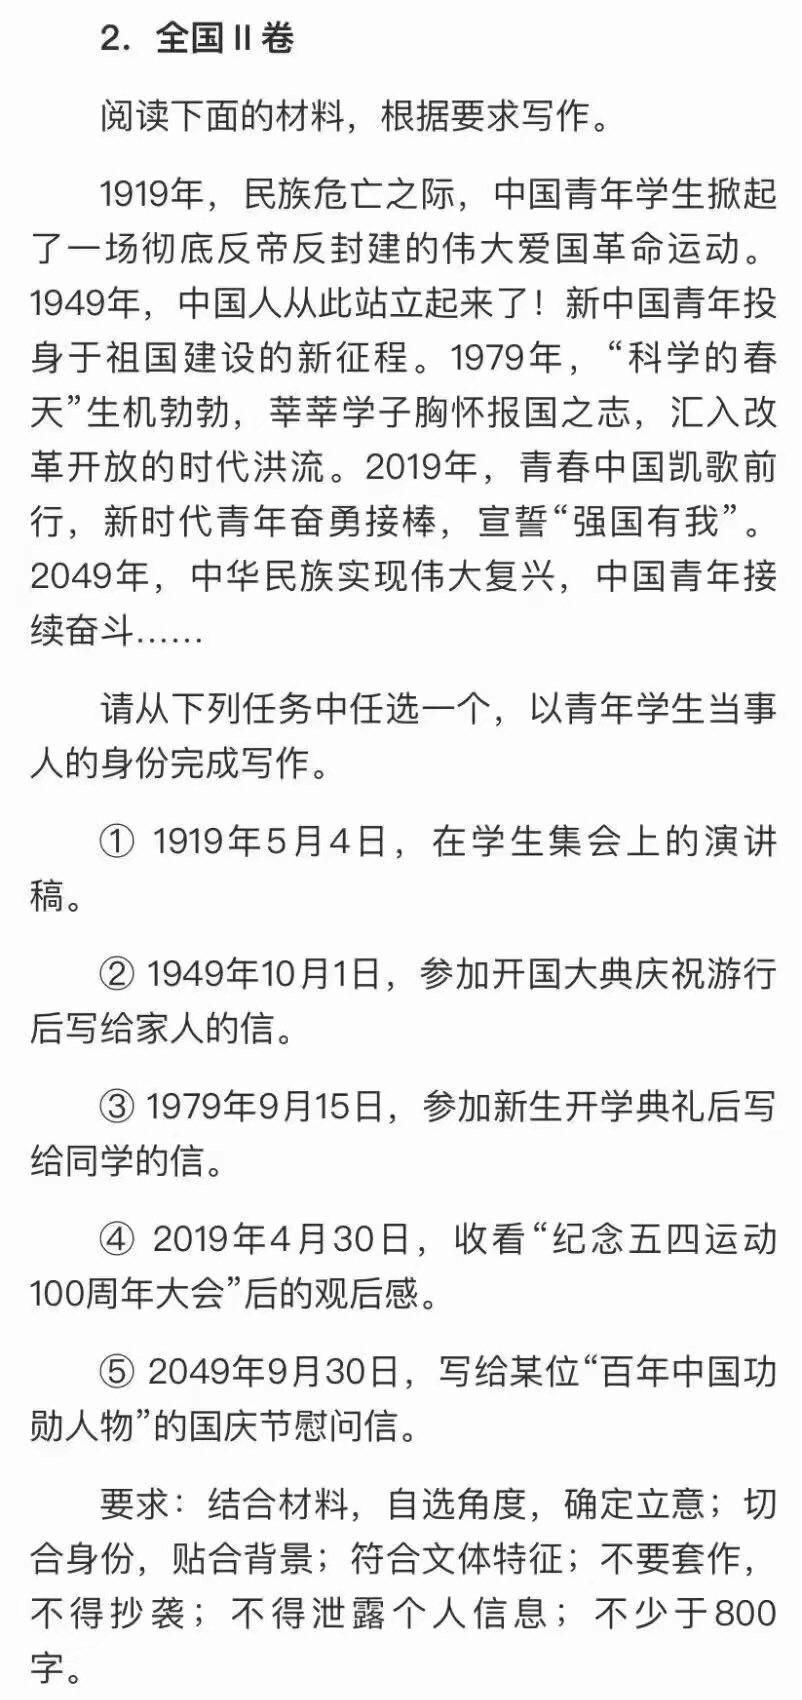 2. 全国Ⅱ卷
阅读下面的材料，根据要求写作。
1919年，民族危亡之际，中国青年学生掀起
了一场彻底反帝反封建的伟大爱国革命运动。
1949年，中国人从此站立起来了！新中国青年投
身于祖国建设的新征程。1979年，“科学的春
天”生机勃勃，莘莘学子胸怀报国之志，汇入改
革开放的时代洪流。2019年，青春中国凯歌前
行，新时代青年奋勇接棒，宣誓“强国有我”。
2049年，中华民族实现伟大复兴，中国青年接
续奋斗……
请从下列任务中任选一个，以青年学生当事
人的身份完成写作。
① 1919年5月4日，在学生集会上的演讲
稿。
② 1949年10月1日，参加开国大典庆祝游行
后写给家人的信。
③ 1979年9月15日，参加新生开学典礼后写
给同学的信。
④ 2019年4月30日，收看“纪念五四运动
100周年大会”后的观后感。
⑤ 2049年9月30日，写给某位“百年中国功
勋人物”的国庆节慰问信。
要求：结合材料，自选角度，确定立意；切
合身份，贴合背景；符合文体特征；不要套作，
不得抄袭；不得泄露个人信息；不少于800
字。